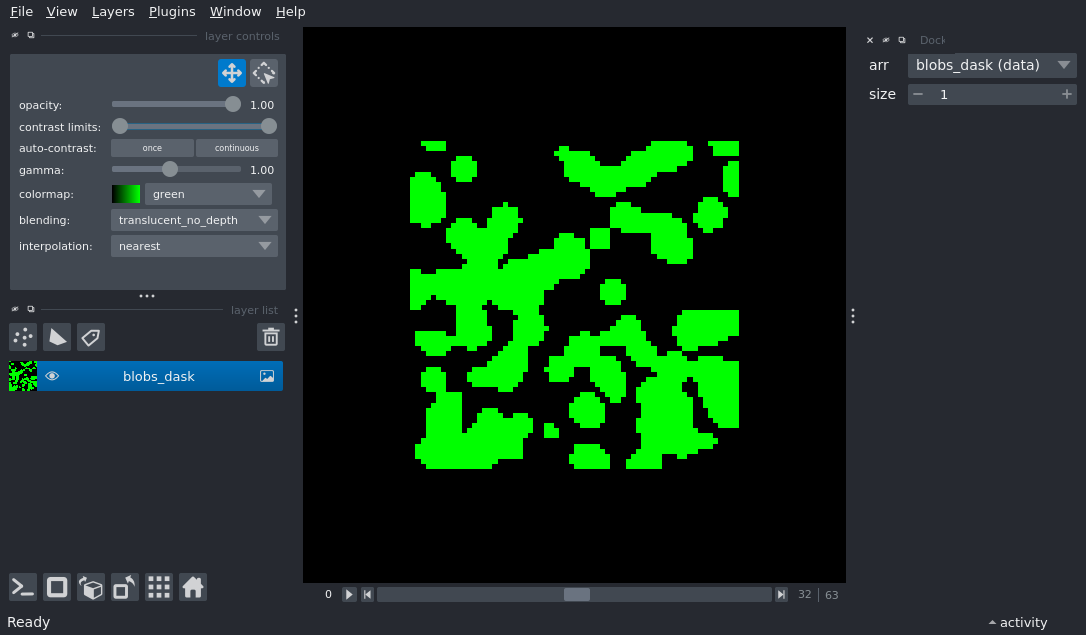 File View Layers Plugins Window Help
layer controls
opacity: 1.00
contrast limits:
auto-contrast: once continuous
gamma: 1.00
colormap: green
blending: translucent_no_depth
interpolation: nearest
layer list
blobs_dask
0 32 63
Dock
arr blobs_dask (data)
size 1
Ready
activity